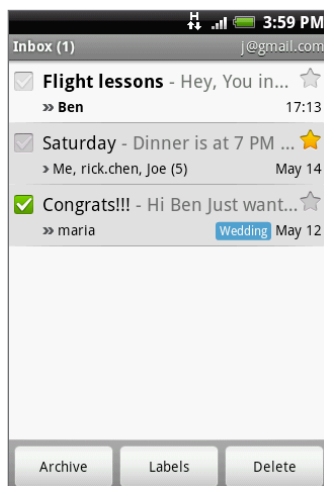 H 3:59 PM
Inbox (1) j@gmail.com
Flight lessons - Hey, You in...
» Ben 17:13
Saturday - Dinner is at 7 PM ...
› Me, rick.chen, Joe (5) May 14
Congrats!!! - Hi Ben Just want...
» maria Wedding May 12
Archive Labels Delete